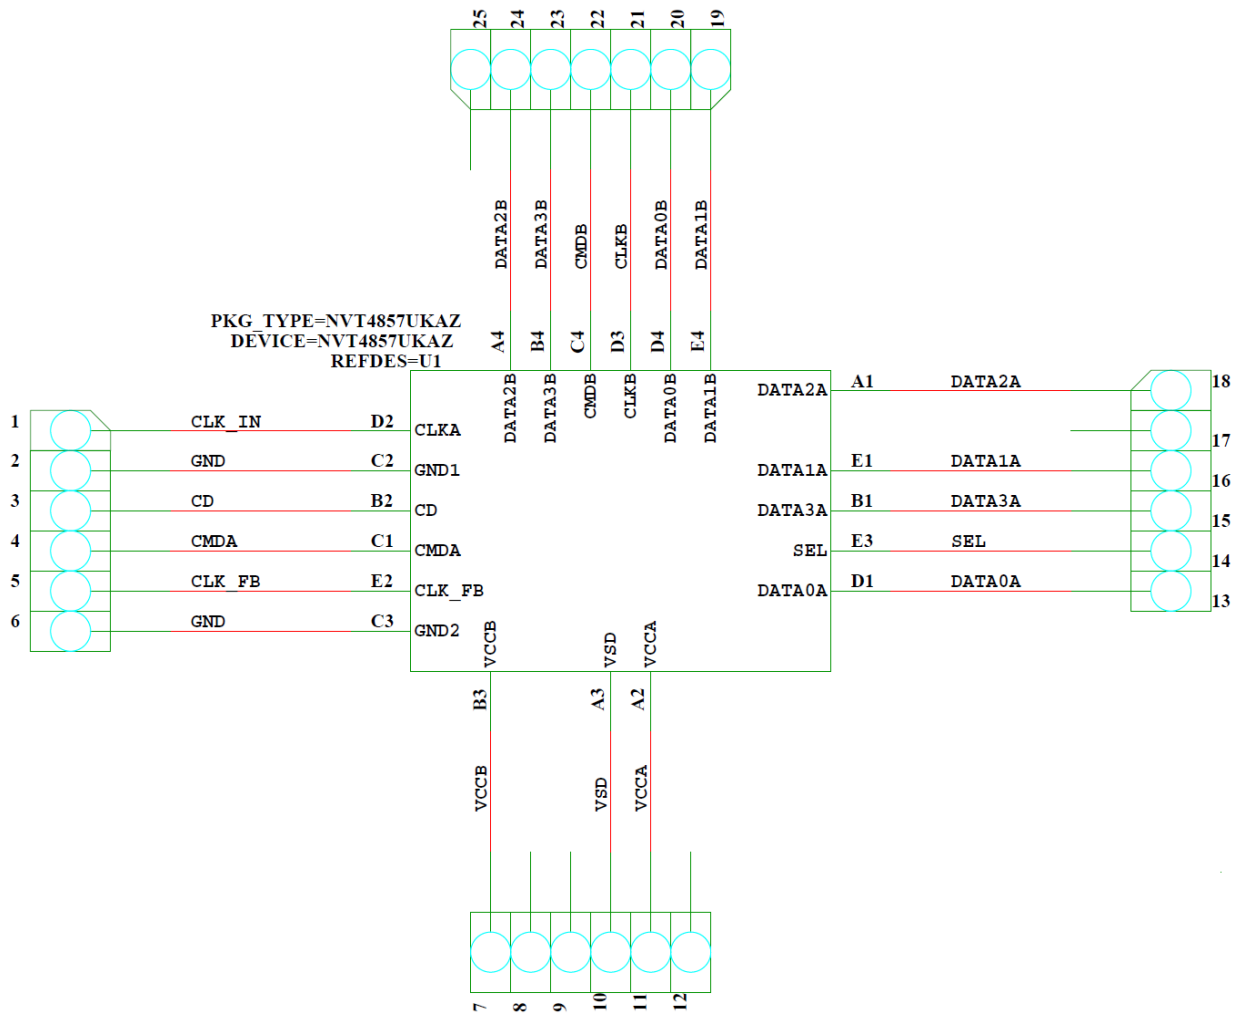 25 24 23 22 21 20 19
DATA2B DATA3B CMDB CLKB DATA0B DATA1B
PKG_TYPE=NVT4857UKAZ
DEVICE=NVT4857UKAZ
REFDES=U1
A4 B4 C4 D3 D4 E4
DATA2B DATA3B CMDB CLKB DATA0B DATA1B
DATA2A A1 DATA2A 18
1 CLK_IN D2 CLKA
17
2 GND C2 GND1
DATA1A E1 DATA1A 16
3 CD B2 CD
DATA3A B1 DATA3A 15
4 CMDA C1 CMDA
SEL E3 SEL 14
5 CLK_FB E2 CLK_FB
DATA0A D1 DATA0A 13
6 GND C3 GND2
VCCB VSD VCCA
B3 A3 A2
VCCB VSD VCCA
7 8 9 10 11 12